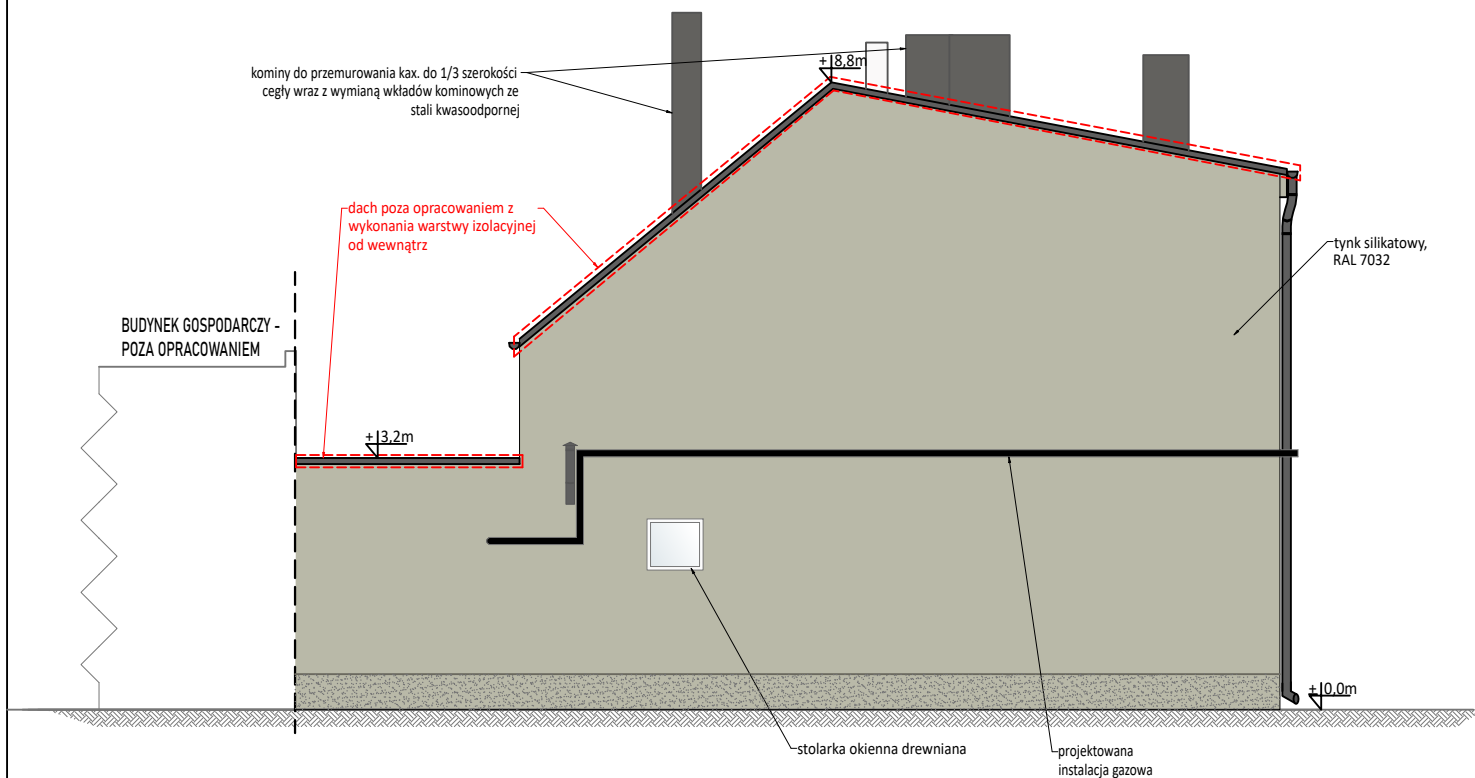 kominy do przemurowania kax. do 1/3 szerokości
cegły wraz z wymianą wkładów kominowych ze
stali kwasoodpornej
+8,8m
dach poza opracowaniem z
wykonania warstwy izolacyjnej
od wewnątrz
tynk silikatowy,
RAL 7032
BUDYNEK GOSPODARCZY -
POZA OPRACOWANIEM
+3,2m
+0,0m
stolarka okienna drewniana
projektowana
instalacja gazowa